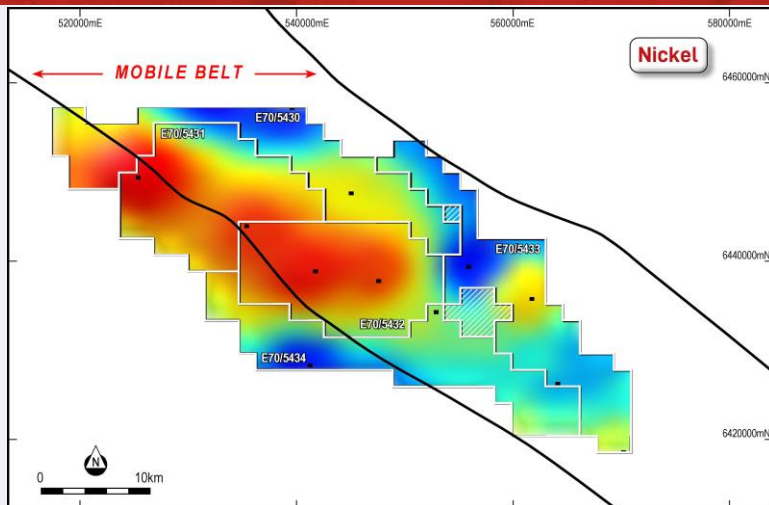 520000mE
540000mE
560000mE
580000mE
MOBILE BELT
Nickel
6460000mN
E70/5430
E70/5431
E70/5433
6440000mN
E70/5432
E70/5434
6420000mN
N
0 10km